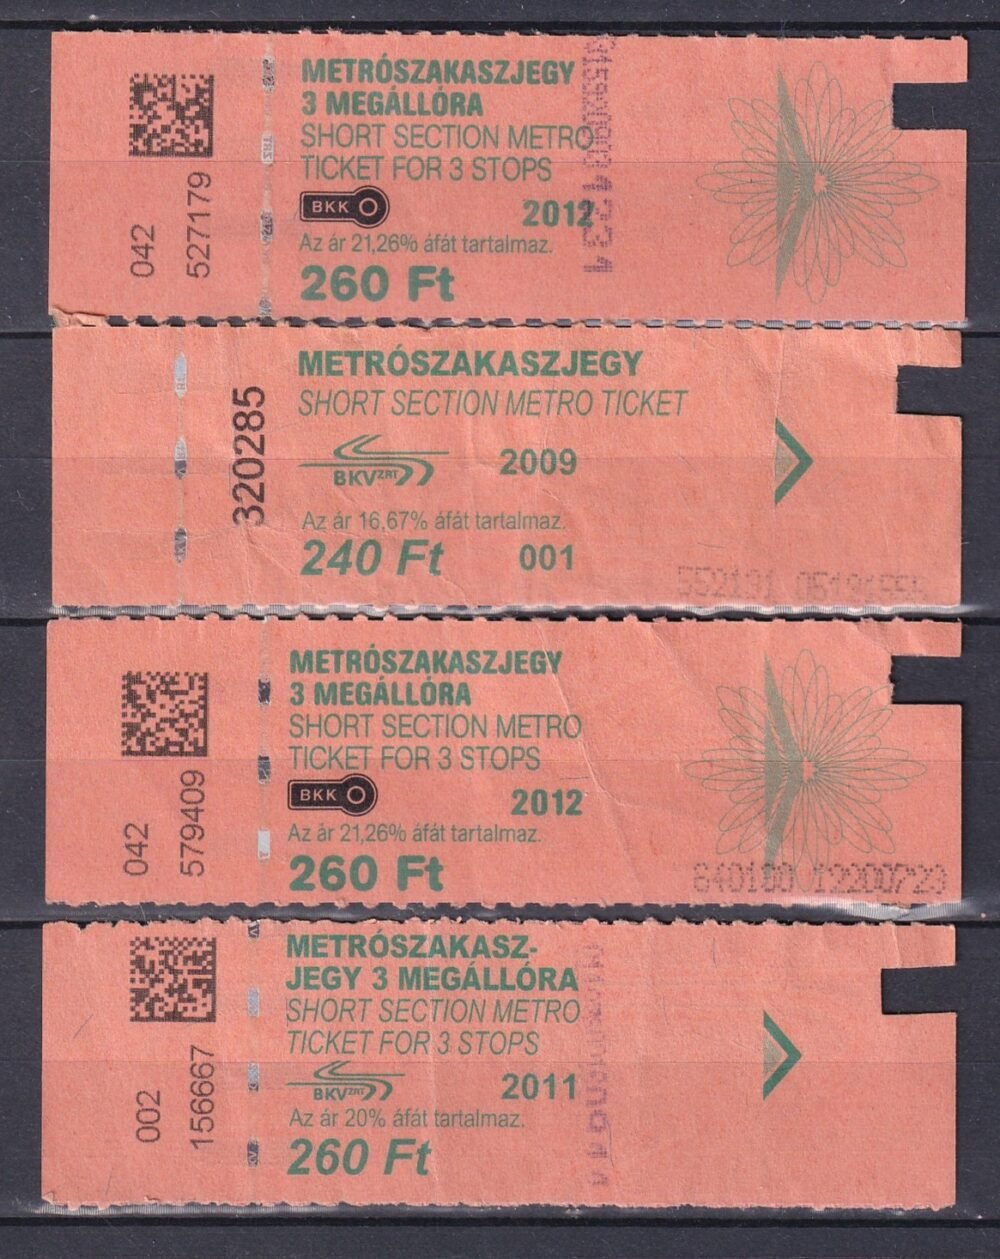 METRÓSZAKASZJEGY
3 MEGÁLLÓRA
SHORT SECTION METRO
TICKET FOR 3 STOPS
BKK
2012
Az ár 21,26% áfát tartalmaz.
260 Ft
042
527179
METRÓSZAKASZJEGY
SHORT SECTION METRO TICKET
320285
BKV ZRT
2009
Az ár 16,67% áfát tartalmaz.
240 Ft 001
METRÓSZAKASZJEGY
3 MEGÁLLÓRA
SHORT SECTION METRO
TICKET FOR 3 STOPS
BKK
2012
Az ár 21,26% áfát tartalmaz.
260 Ft
042
579409
640100 12200729
METRÓSZAKASZ-
JEGY 3 MEGÁLLÓRA
SHORT SECTION METRO
TICKET FOR 3 STOPS
BKV ZRT
2011
Az ár 20% áfát tartalmaz.
260 Ft
002
156667